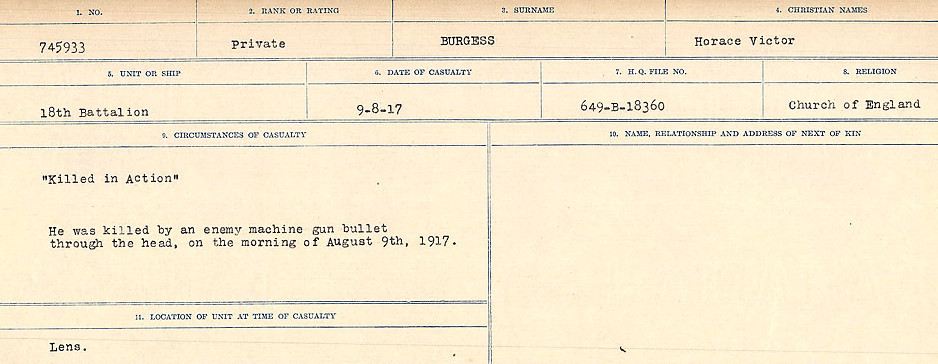 1. NO. 2. RANK OR RATING 3. SURNAME 4. CHRISTIAN NAMES
745933 Private BURGESS Horace Victor
5. UNIT OR SHIP 6. DATE OF CASUALTY 7. H. Q. FILE NO. 8. RELIGION
18th Battalion 9-8-17 649-B-18360 Church of England
9. CIRCUMSTANCES OF CASUALTY 10. NAME, RELATIONSHIP AND ADDRESS OF NEXT OF KIN
"Killed in Action"
He was killed by an enemy machine gun bullet
through the head, on the morning of August 9th, 1917.
11. LOCATION OF UNIT AT TIME OF CASUALTY
Lens.